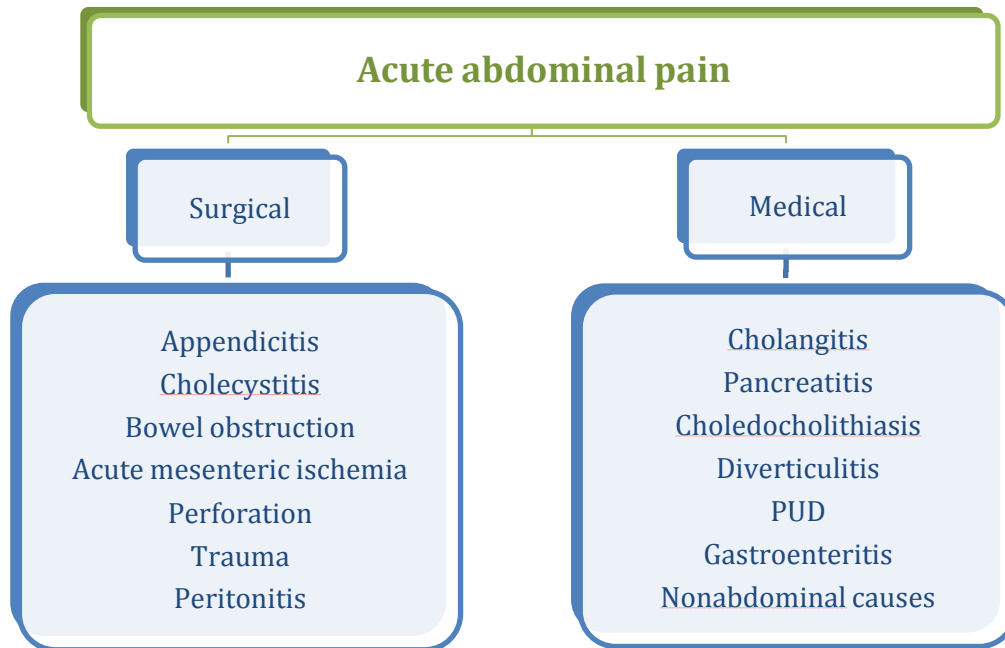 Acute abdominal pain
Surgical
Medical
Appendicitis
Cholecystitis
Bowel obstruction
Acute mesenteric ischemia
Perforation
Trauma
Peritonitis
Cholangitis
Pancreatitis
Choledocholithiasis
Diverticulitis
PUD
Gastroenteritis
Nonabdominal causes